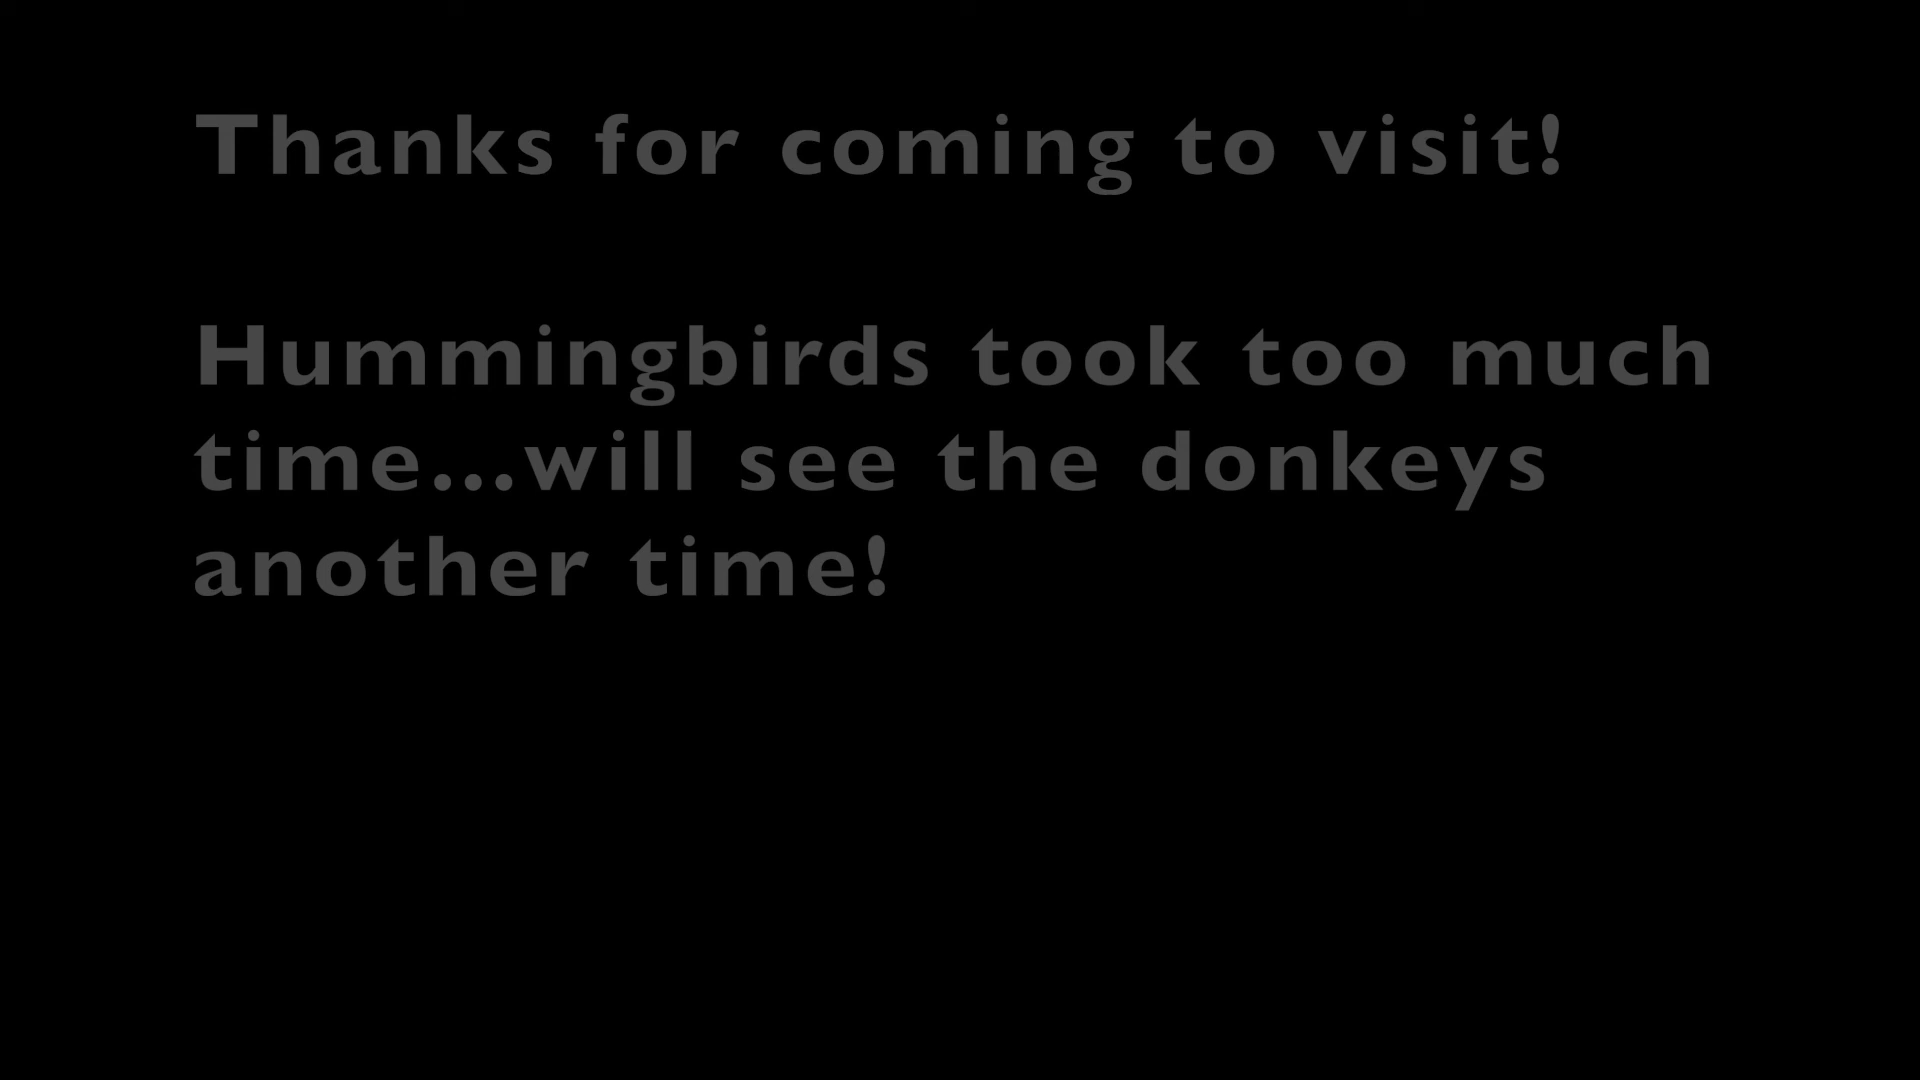 Thanks for coming to visit!
Hummingbirds took too much
time...will see the donkeys
another time!